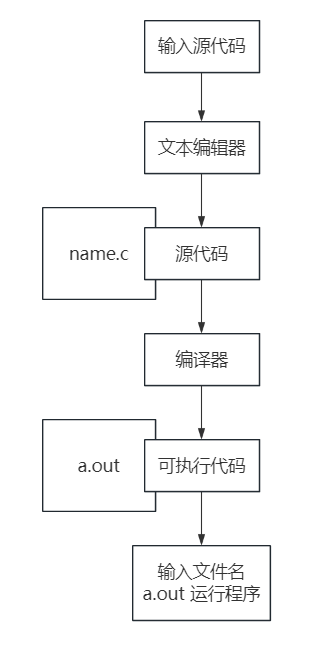 输入源代码
文本编辑器
name.c
源代码
编译器
a.out
可执行代码
输入文件名
a.out 运行程序